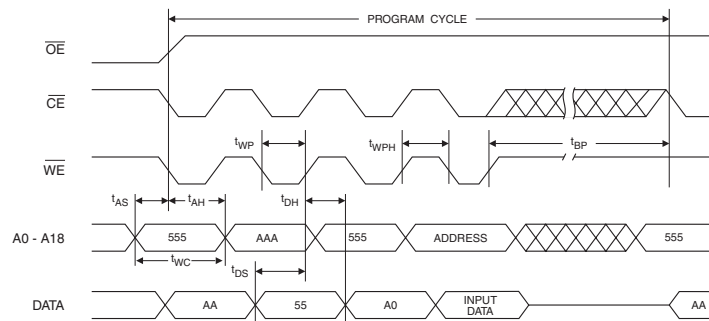 PROGRAM CYCLE
OE
CE
tWP tWPH tBP
WE
tAS tAH tDH
A0 - A18 555 AAA 555 ADDRESS 555
tWC
tDS
DATA AA 55 A0 INPUT DATA AA